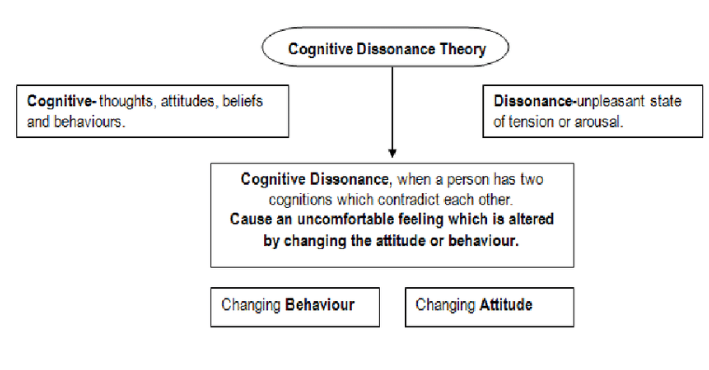 Cognitive Dissonance Theory
Cognitive- thoughts, attitudes, beliefs
and behaviours.
Dissonance-unpleasant state
of tension or arousal.
Cognitive Dissonance, when a person has two
cognitions which contradict each other.
Cause an uncomfortable feeling which is altered
by changing the attitude or behaviour.
Changing Behaviour
Changing Attitude